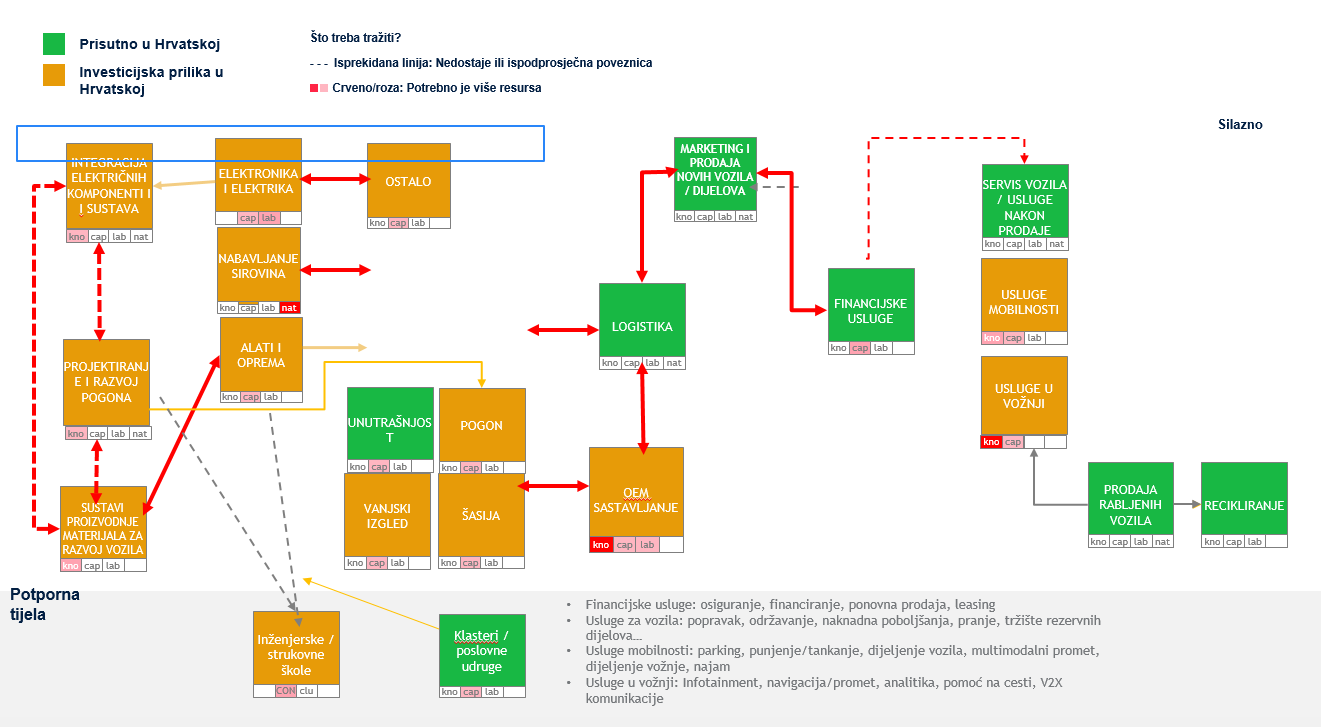 Prisutno u Hrvatskoj
Investicijska prilika u
Hrvatskoj
Što treba tražiti?
- - - Isprekidana linija: Nedostaje ili ispodprosječna poveznica
Crveno/roza: Potrebno je više resursa
Silazno
INTEGRACIJA
ELEKTRIČNIH
KOMPONENTI I
I SUSTAVA
kno cap lab nat
ELEKTRONIKA
I ELEKTRIKA
cap lab
OSTALO
kno cap lab
NABAVLJANJE
SIROVINA
kno cap lab nat
ALATI I
OPREMA
kno cap lab
PROJEKTIRANJ
E I RAZVOJ
POGONA
kno cap lab nat
SUSTAVI
PROIZVODNJE
MATERIJALA ZA
RAZVOJ VOZILA
kno cap lab
UNUTRAŠNJOS
T
kno cap lab
POGON
kno cap lab
VANJSKI
IZGLED
kno cap lab
ŠASIJA
kno cap lab
MARKETING I
PRODAJA
NOVIH VOZILA
/ DIJELOVA
kno cap lab nat
LOGISTIKA
kno cap lab nat
OEM
SASTAVLJANJE
kno cap lab
FINANCIJSKE
USLUGE
kno cap lab
SERVIS VOZILA
/ USLUGE
NAKON
PRODAJE
kno cap lab nat
USLUGE
MOBILNOSTI
kno cap lab
USLUGE U
VOŽNJI
kno cap
PRODAJA
RABLJENIH
VOZILA
kno cap lab nat
RECIKLIRANJE
kno cap lab
Potporna
tijela
Inženjerske /
strukovne
škole
CON clu
Klasteri /
poslovne
udruge
kno cap lab
• Financijske usluge: osiguranje, financiranje, ponovna prodaja, leasing
• Usluge za vozila: popravak, održavanje, naknadna poboljšanja, pranje, tržište rezervnih
dijelova...
• Usluge mobilnosti: parking, punjenje/tankanje, dijeljenje vozila, multimodalni promet,
dijeljenje vožnje, najam
• Usluge u vožnji: Infotainment, navigacija/promet, analitika, pomoć na cesti, V2X
komunikacije